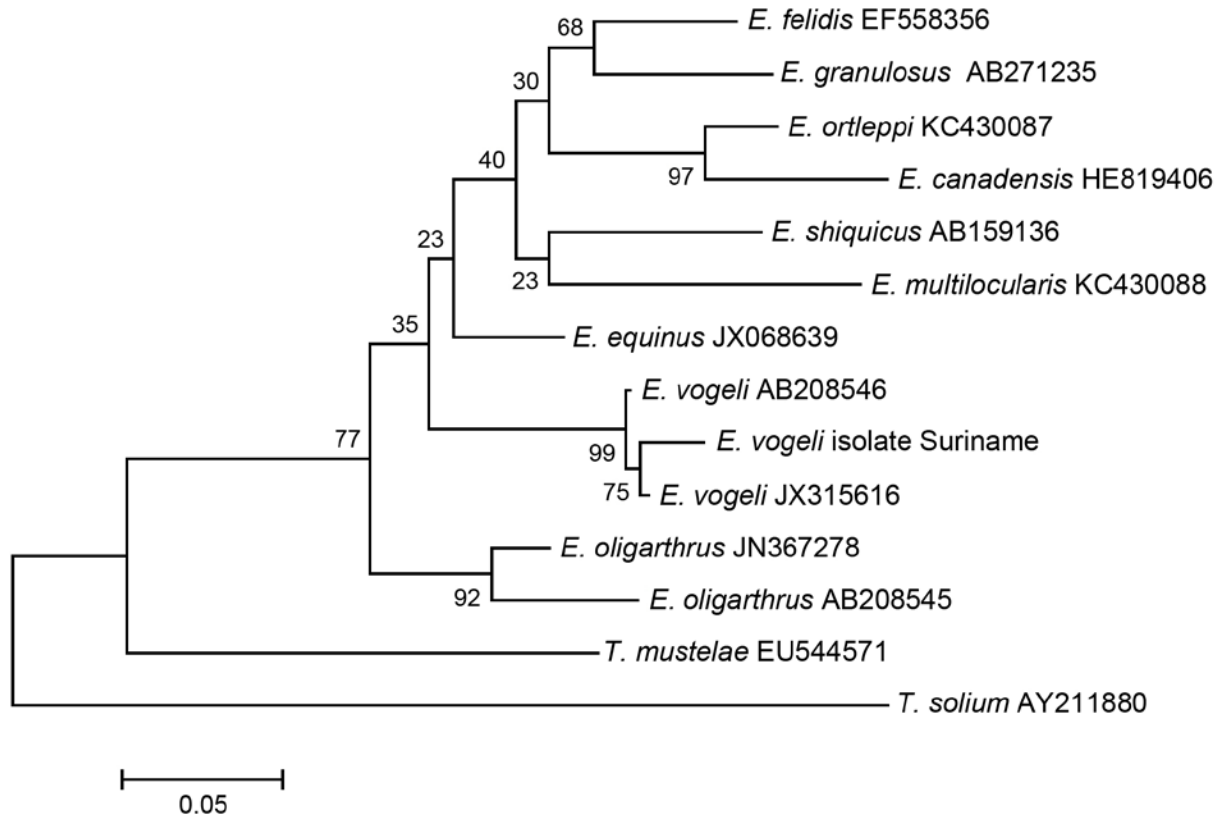 68
E. felidis EF558356
E. granulosus AB271235
30
E. ortleppi KC430087
40
97
E. canadensis HE819406
E. shiquicus AB159136
23
23
E. multilocularis KC430088
35
E. equinus JX068639
E. vogeli AB208546
77
E. vogeli isolate Suriname
99
75
E. vogeli JX315616
E. oligarthrus JN367278
92
E. oligarthrus AB208545
T. mustelae EU544571
T. solium AY211880
0.05